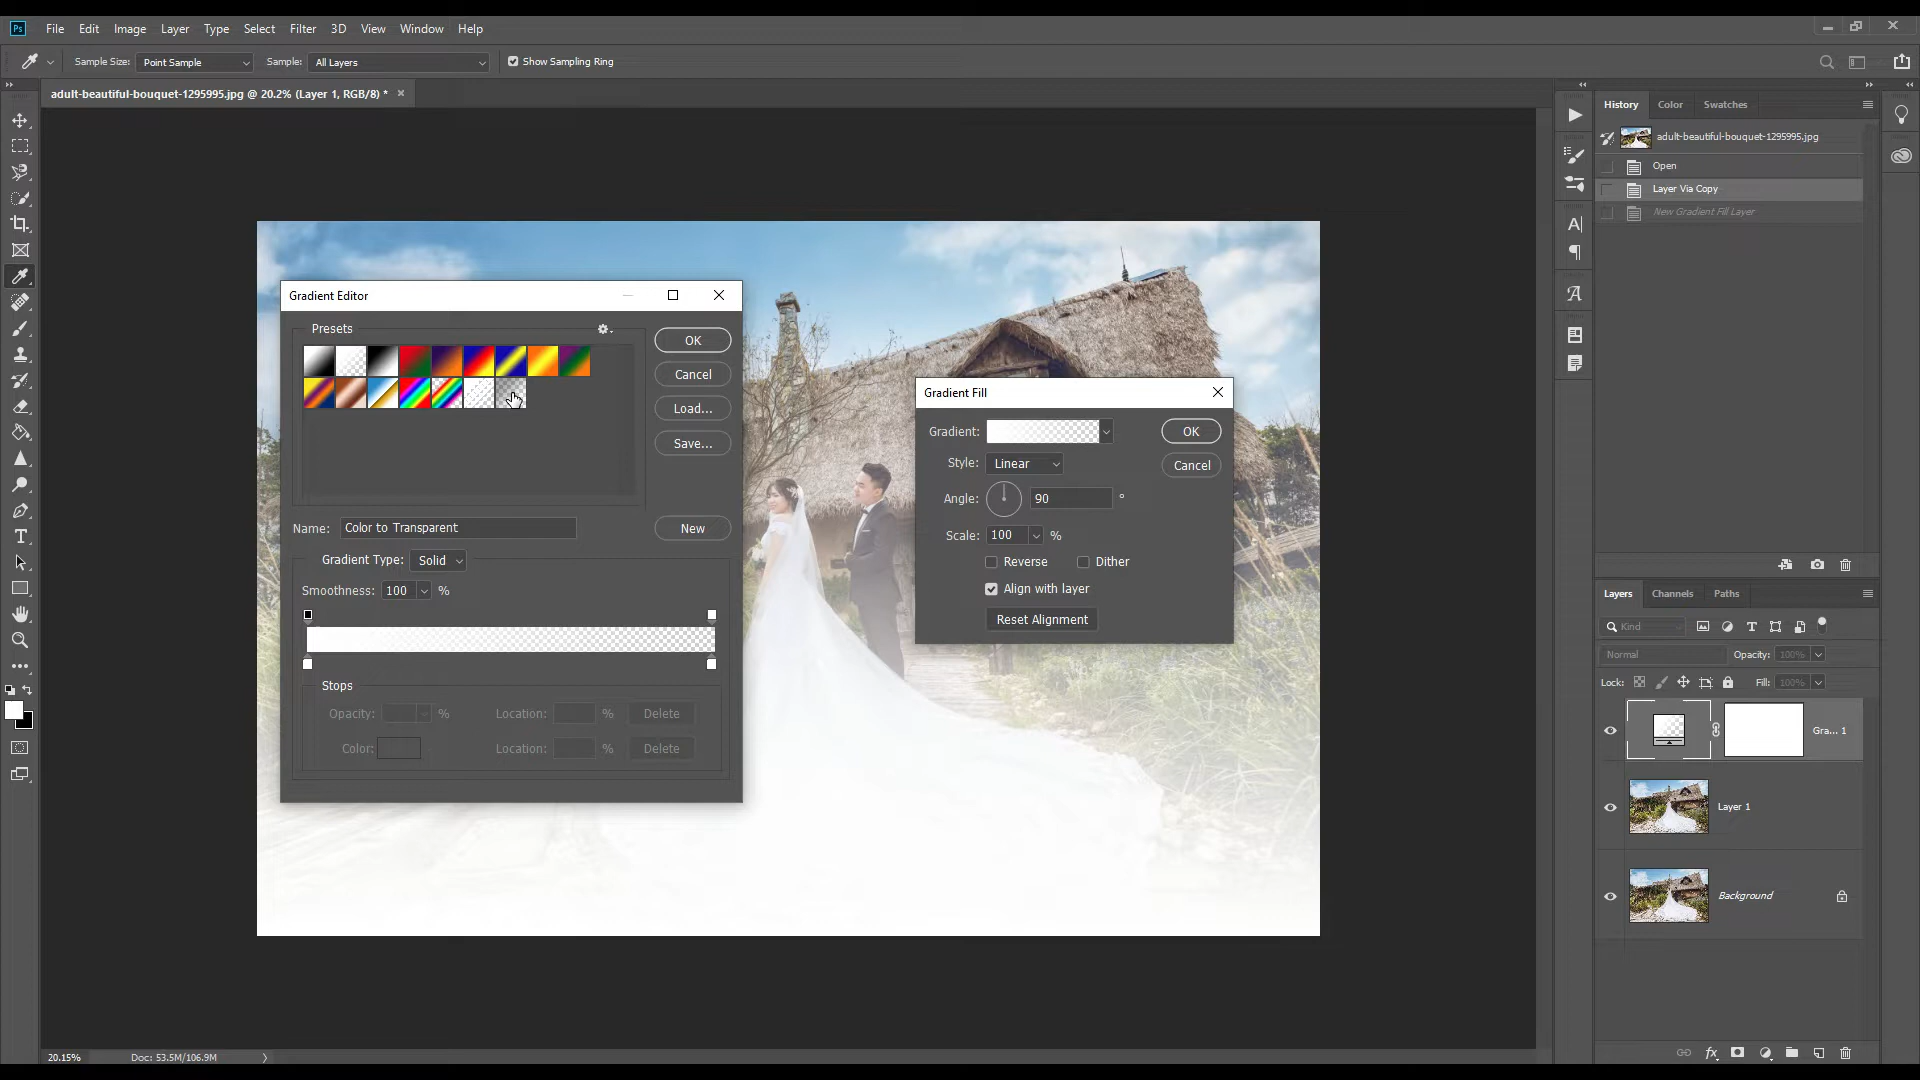 Ps File Edit Image Layer Type Select Filter 3D View Window Help
Sample Size: Point Sample Sample: All Layers Show Sampling Ring
adult-beautiful-bouquet-1295995.jpg @ 20.2% (Layer 1, RGB/8) *
History Color Swatches
adult-beautiful-bouquet-1295995.jpg
Open
Layer Via Copy
New Gradient Fill Layer
Gradient Editor
Presets
OK
Cancel
Load...
Save...
Name: Color to Transparent New
Gradient Type: Solid
Smoothness: 100 %
Stops
Opacity: % Location: % Delete
Color: Location: % Delete
Gradient Fill
Gradient: OK
Style: Linear Cancel
Angle: 90 °
Scale: 100 %
Reverse Dither
Align with layer
Reset Alignment
Layers Channels Paths
Kind
Normal Opacity: 100%
Lock: Fill: 100%
Gra... 1
Layer 1
Background
20.15% Doc: 53.5M/106.9M